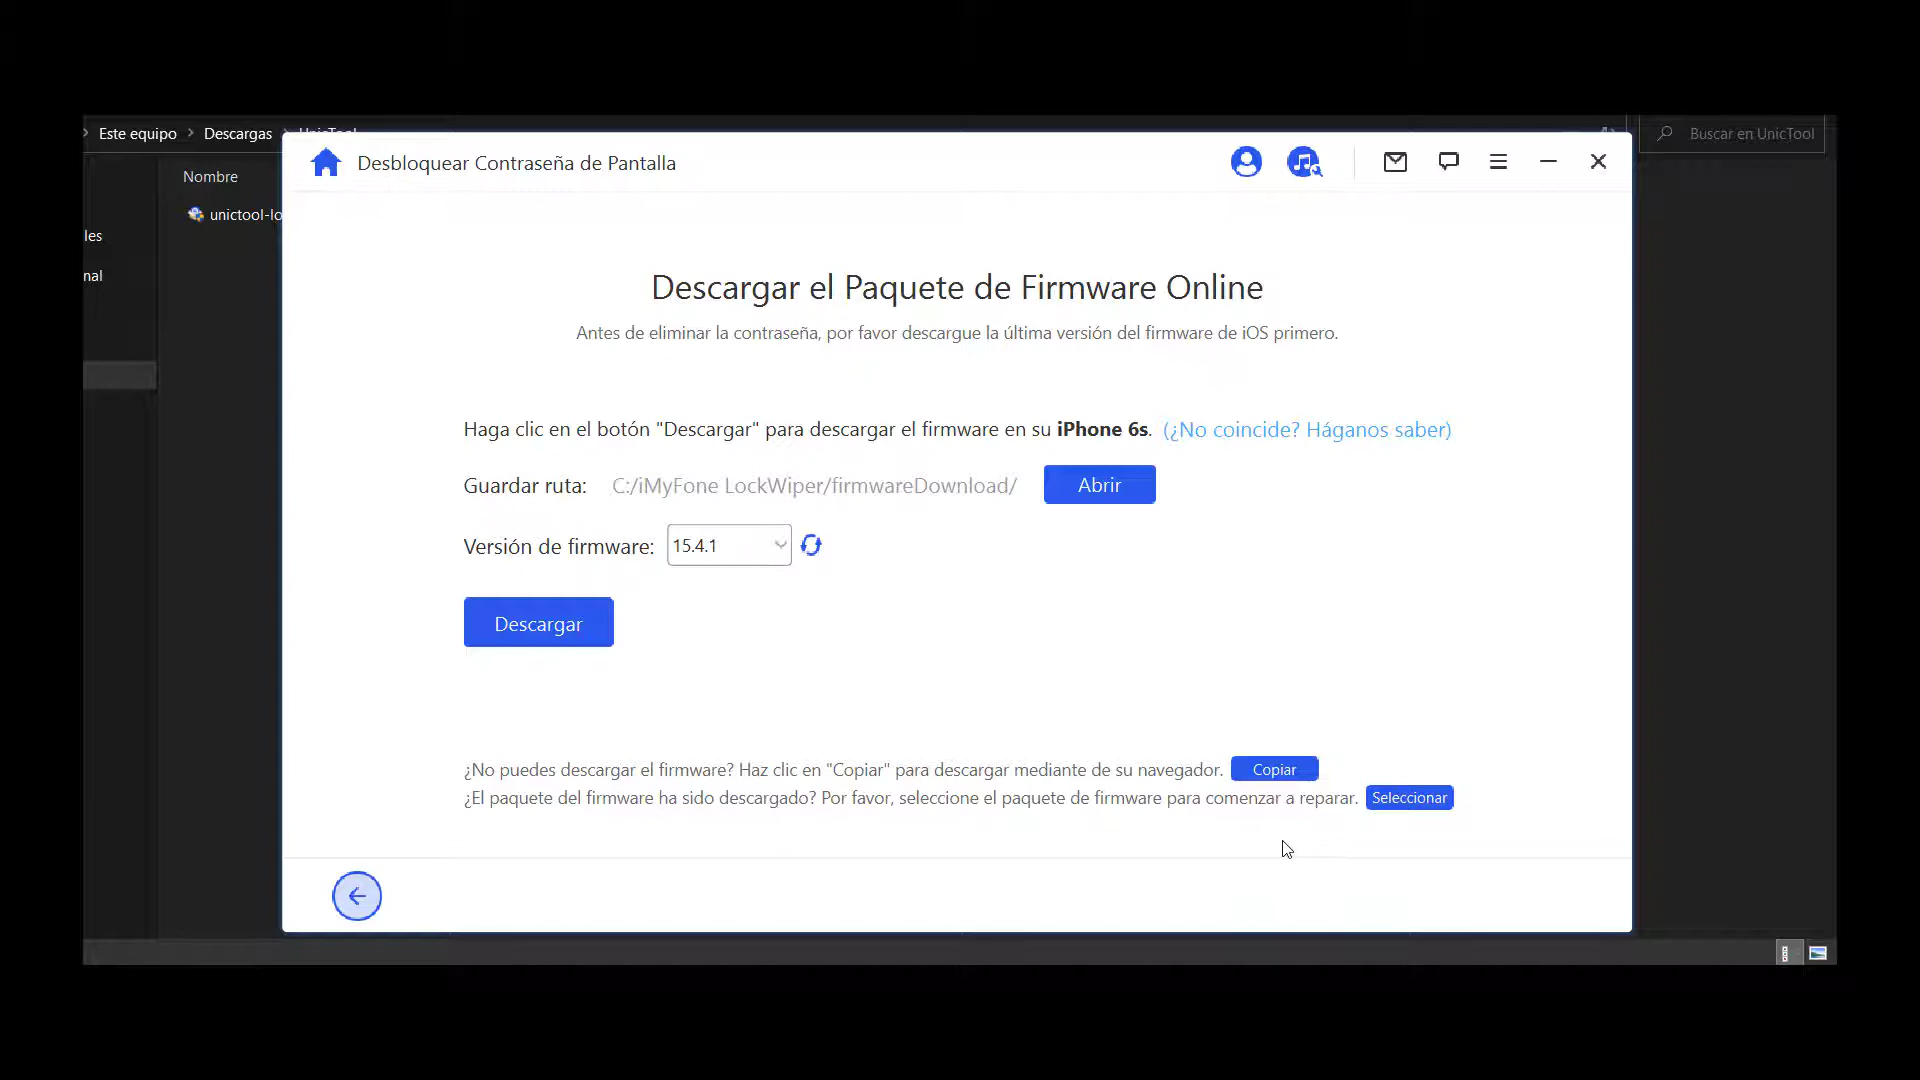 Este equipo > Descargas > UnicTool
Buscar en UnicTool
Nombre
unictool-lo
les
nal
Desbloquear Contraseña de Pantalla
Descargar el Paquete de Firmware Online
Antes de eliminar la contraseña, por favor descargue la última versión del firmware de iOS primero.
Haga clic en el botón "Descargar" para descargar el firmware en su iPhone 6s. (¿No coincide? Háganos saber)
Guardar ruta: C:/iMyFone LockWiper/firmwareDownload/ Abrir
Versión de firmware: 15.4.1
Descargar
¿No puedes descargar el firmware? Haz clic en "Copiar" para descargar mediante de su navegador. Copiar
¿El paquete del firmware ha sido descargado? Por favor, seleccione el paquete de firmware para comenzar a reparar. Seleccionar